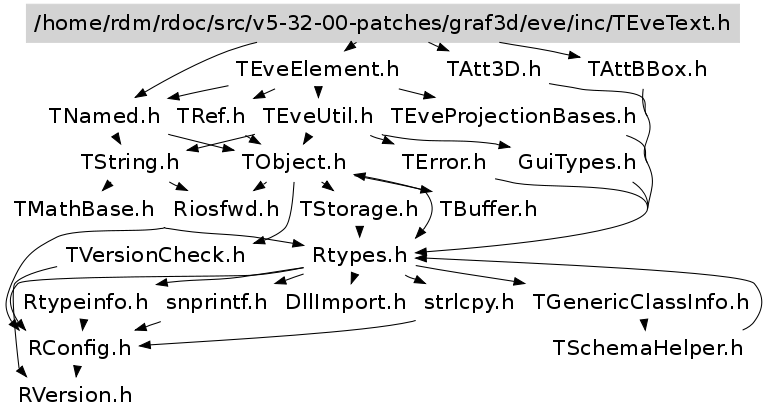 /home/rdm/rdoc/src/v5-32-00-patches/graf3d/eve/inc/TEveText.h
TEveElement.h TAtt3D.h TAttBBox.h
TNamed.h TRef.h TEveUtil.h TEveProjectionBases.h
TString.h TObject.h TError.h GuiTypes.h
TMathBase.h Riosfwd.h TStorage.h TBuffer.h
TVersionCheck.h Rtypes.h
Rtypeinfo.h snprintf.h DllImport.h strlcpy.h TGenericClassInfo.h
RConfig.h TSchemaHelper.h
RVersion.h